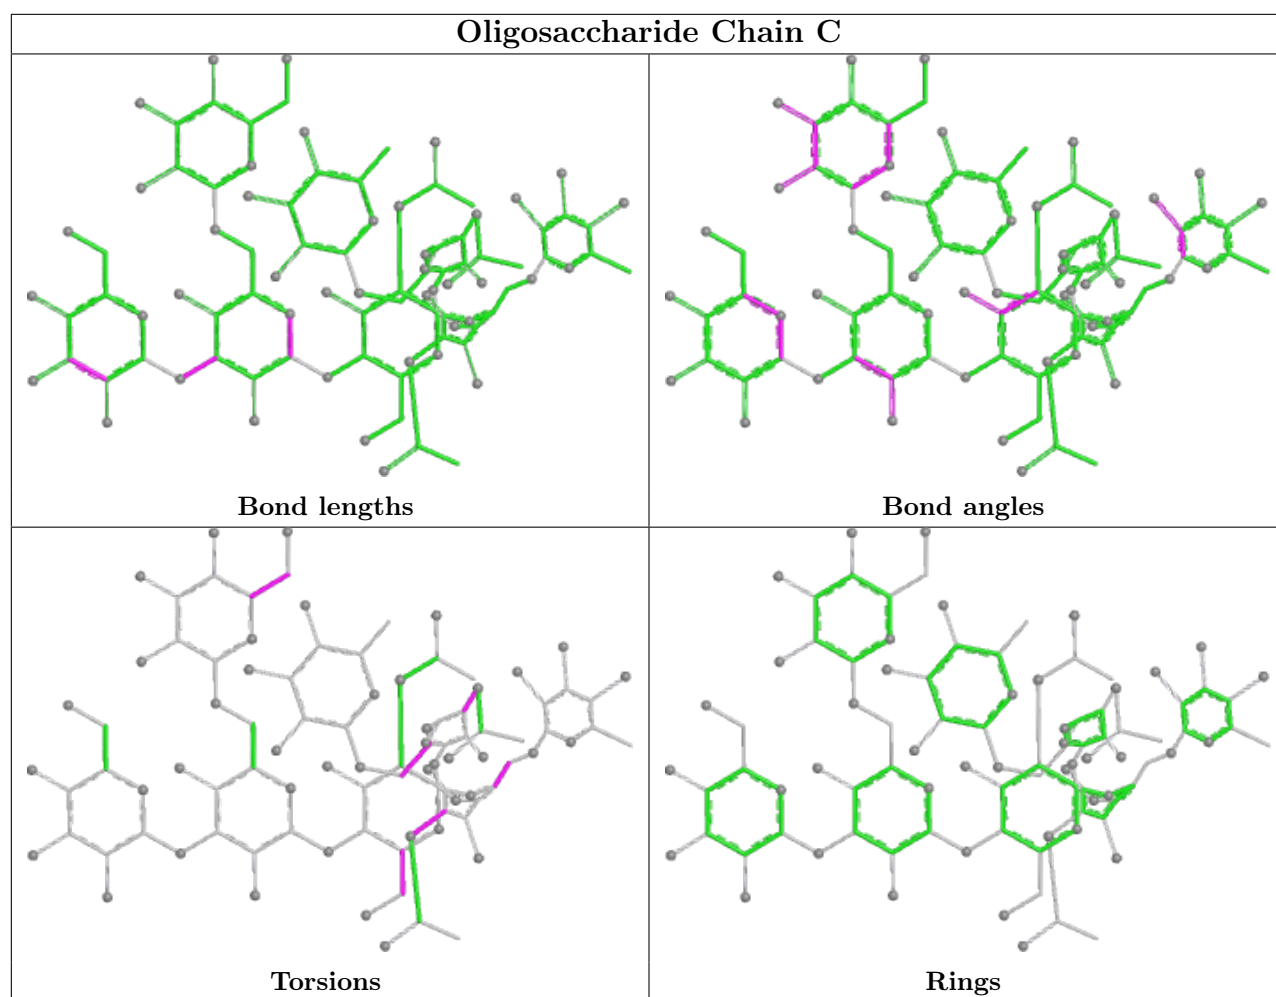 Oligosaccharide Chain C
Bond lengths
Bond angles
Torsions
Rings